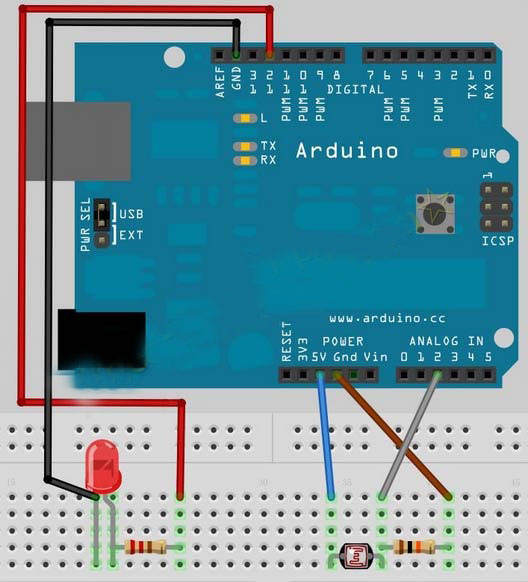 AREF
GND
13
12
11
10
9
8
7
6
5
4
3
2
1
0
PWM
PWM
PWM
PWM
PWM
PWM
TX
RX
DIGITAL
L
TX
RX
Arduino
PWR
1
ICSP
PWR SEL
USB
EXT
www.arduino.cc
RESET
3V3
POWER
5V Gnd Vin
ANALOG IN
0 1 2 3 4 5
15
30
35
45